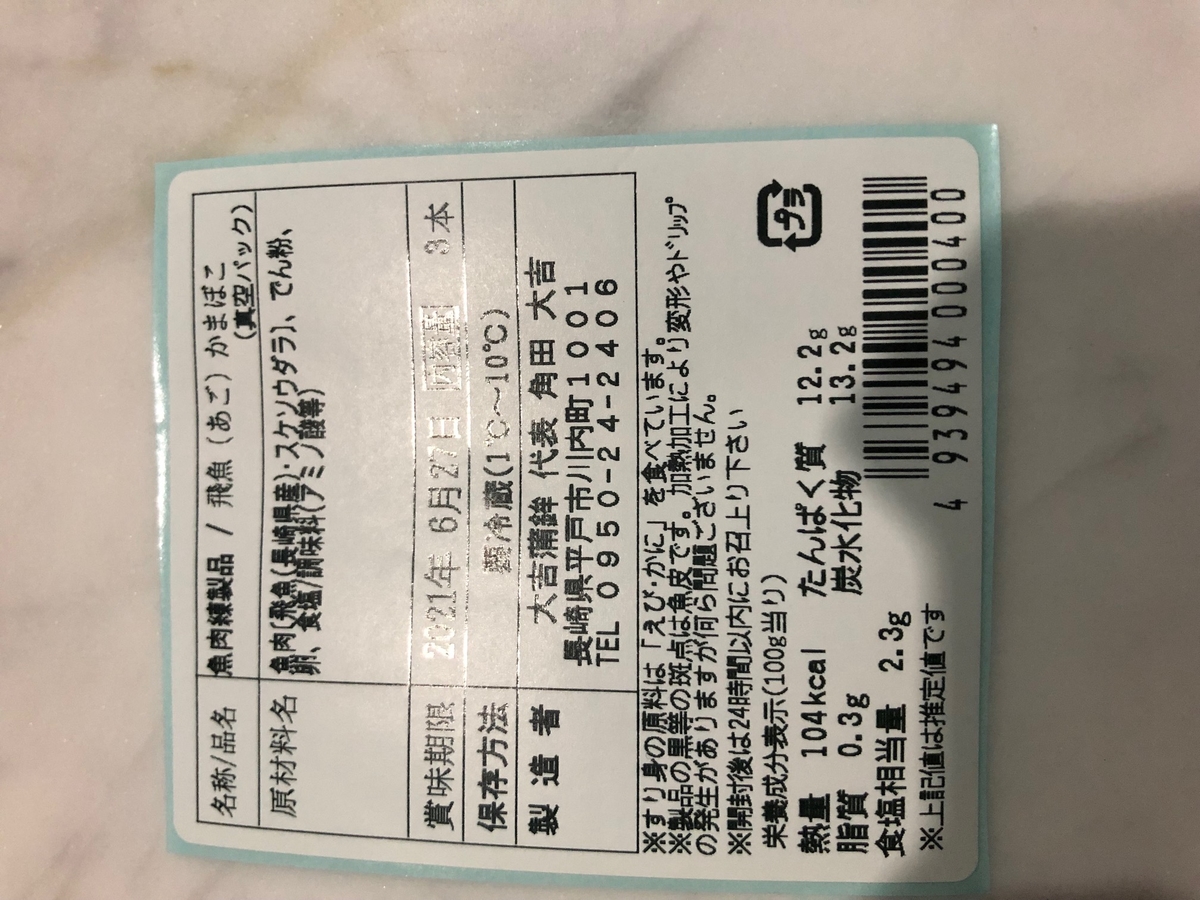 名称/品名 魚肉練製品 / 飛魚(あご)かまぼこ
(真空パック)
原材料名 魚肉〔飛魚(長崎県産)・スケソウダラ〕、でん粉、
卵、食塩/調味料(アミノ酸等)
賞味期限 2021年 6月27日 内容量 3本
保存方法 要冷蔵(1℃～10℃)
製造者 大吉蒲鉾 代表 角田 大吉
長崎県平戸市川内町1001
TEL 0950-24-2406
※すり身の原料は「えび・かに」を食べています。
※製品の黒等の斑点は魚皮です。加熱加工により変形やドリップ
の発生がありますが何ら問題ございません。
※開封後は24時間以内にお召上り下さい
栄養成分表示(100g当り)
熱量 104kcal たんぱく質 12.2g
脂質 0.3g 炭水化物 13.2g
食塩相当量 2.3g
※上記値は推定値です
プラ
4939494000400